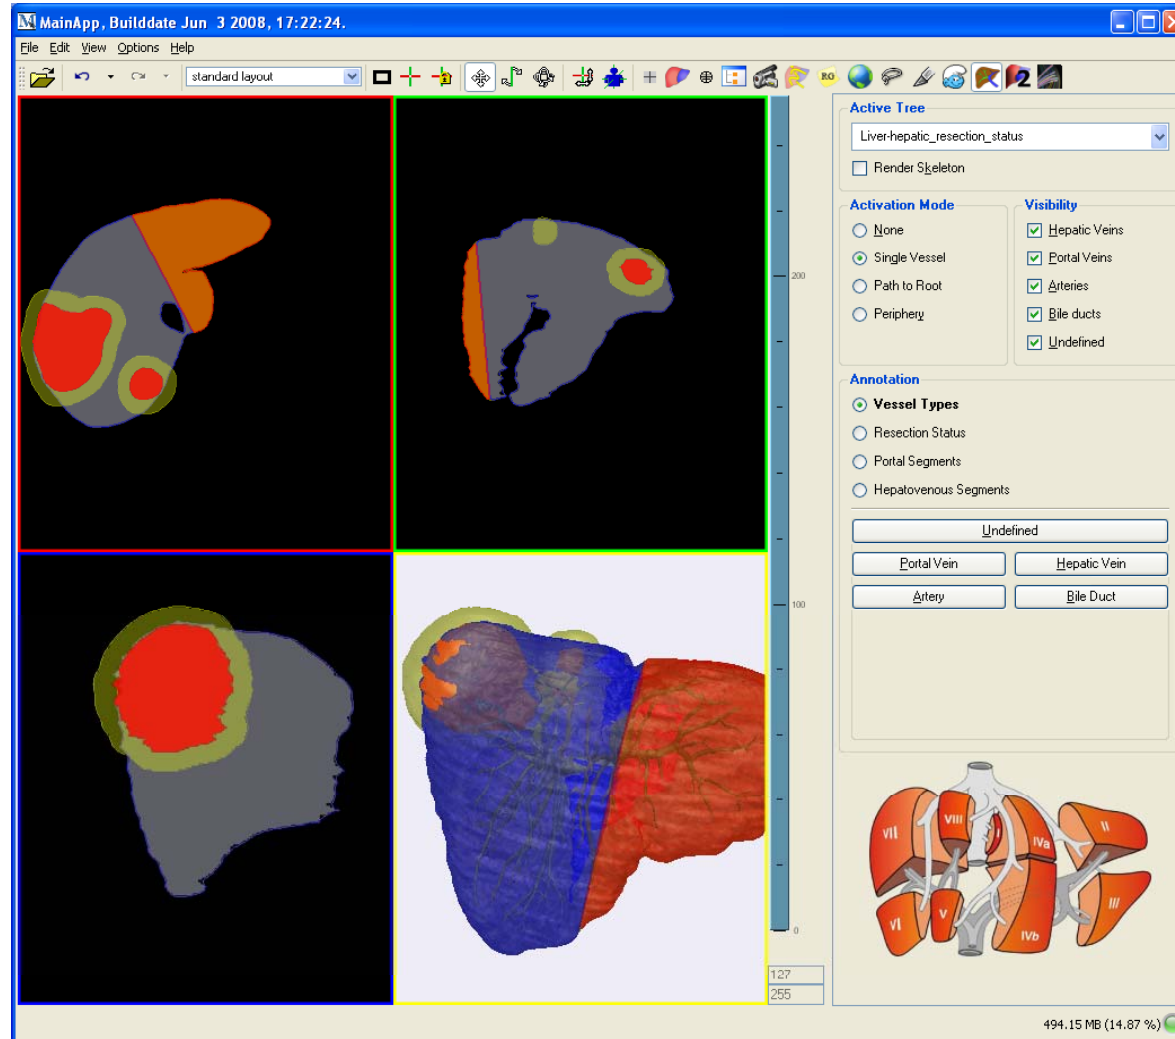 MainApp, Builddate Jun 3 2008, 17:22:24.
File Edit View Options Help
standard layout
RG
2
Active Tree
Liver-hepatic_resection_status
Render Skeleton
Activation Mode
None
Single Vessel
Path to Root
Periphery
Visibility
Hepatic Veins
Portal Veins
Arteries
Bile ducts
Undefined
200
100
0
127
255
Annotation
Vessel Types
Resection Status
Portal Segments
Hepatovenous Segments
Undefined
Portal Vein Hepatic Vein
Artery Bile Duct
VII VIII I IVa II
VI V IVb III
494.15 MB (14.87 %)